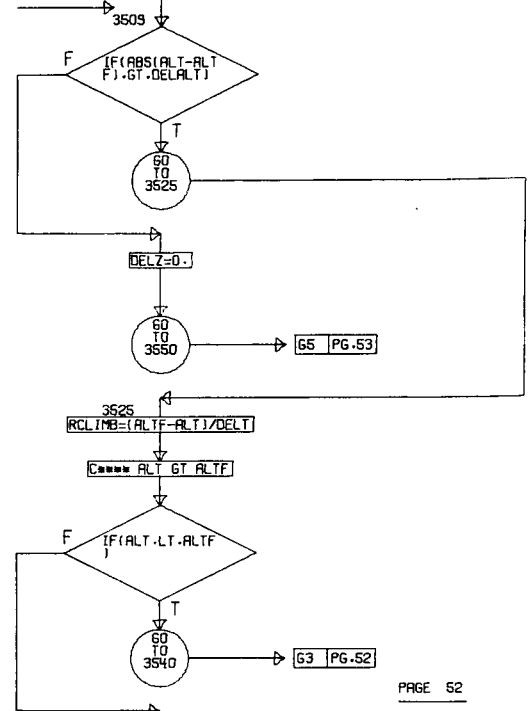 3509
F
IF(ABS(ALT-ALT
F).GT.DELALT)
T
GO
TO
3525
DELZ=0.
GO
TO
3550
G5 PG.53
3525
RCLIMB=(ALTF-ALT)/DELT
C**** ALT GT ALTF
F
IF(ALT.LT.ALTF
)
T
GO
TO
3540
G3 PG.52
PAGE 52